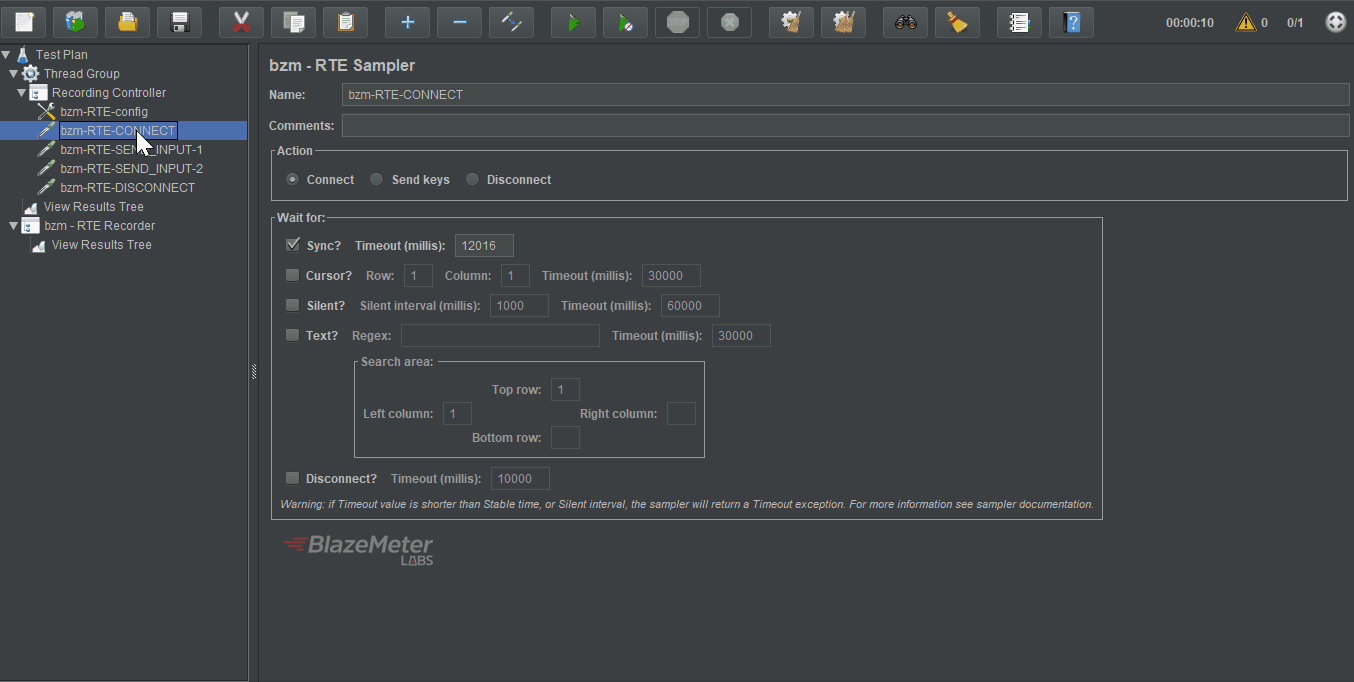 00:00:10 0 0/1
Test Plan
Thread Group
Recording Controller
bzm-RTE-config
bzm-RTE-CONNECT
bzm-RTE-SEND_INPUT-1
bzm-RTE-SEND_INPUT-2
bzm-RTE-DISCONNECT
View Results Tree
bzm - RTE Recorder
View Results Tree
bzm - RTE Sampler
Name: bzm-RTE-CONNECT
Comments:
Action
Connect Send keys Disconnect
Wait for:
Sync? Timeout (millis): 12016
Cursor? Row: 1 Column: 1 Timeout (millis): 30000
Silent? Silent interval (millis): 1000 Timeout (millis): 60000
Text? Regex: Timeout (millis): 30000
Search area:
Top row: 1
Left column: 1 Right column:
Bottom row:
Disconnect? Timeout (millis): 10000
Warning: if Timeout value is shorter than Stable time, or Silent interval, the sampler will return a Timeout exception. For more information see sampler documentation.
BlazeMeter
LABS